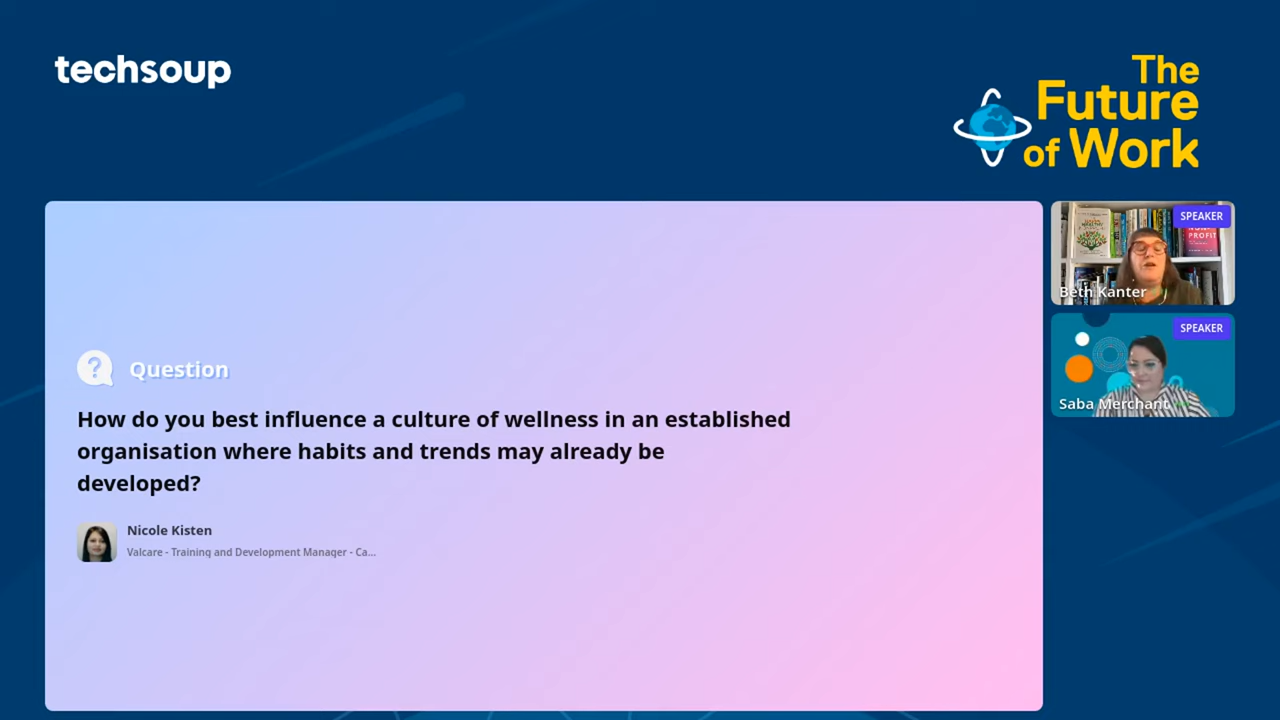 techsoup
The
Future
of Work
SPEAKER
PROFIT
Beth Kanter
SPEAKER
Saba Merchant
Question
How do you best influence a culture of wellness in an established
organisation where habits and trends may already be
developed?
Nicole Kisten
Valcare - Training and Development Manager - Ca...